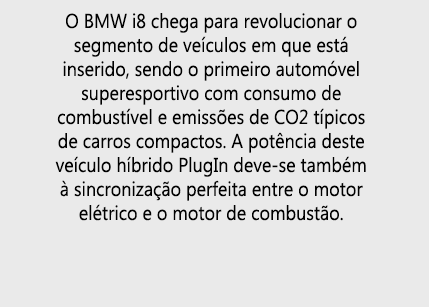 O BMW i8 chega para revolucionar o
segmento de veículos em que está
inserido, sendo o primeiro automóvel
superesportivo com consumo de
combustível e emissões de CO2 típicos
de carros compactos. A potência deste
veículo híbrido PlugIn deve-se também
à sincronização perfeita entre o motor
elétrico e o motor de combustão.